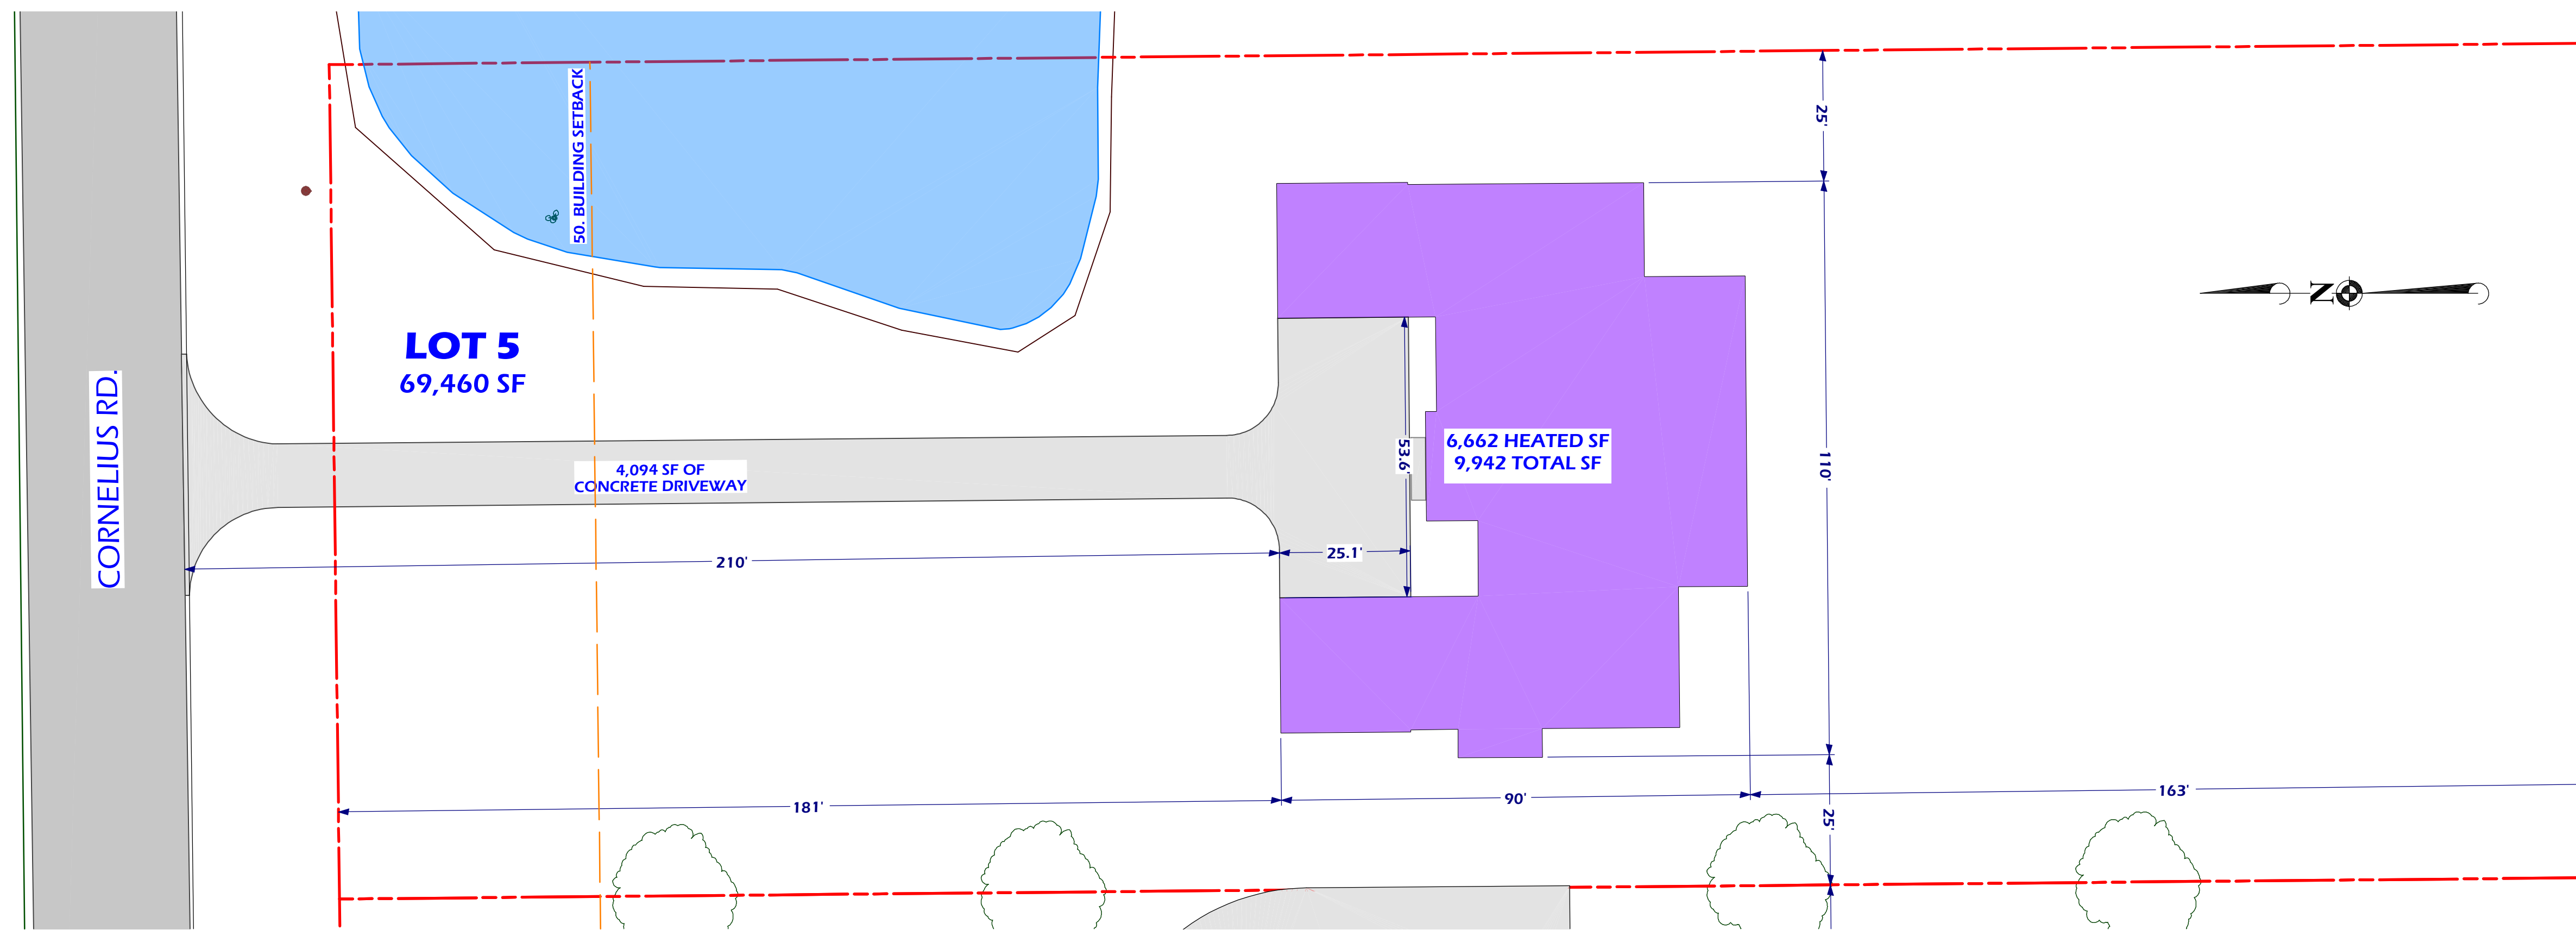 50. BUILDING SETBACK
25'
LOT 5
69,460 SF
N
CORNELIUS RD.
4,094 SF OF
CONCRETE DRIVEWAY
53.6'
6,662 HEATED SF
9,942 TOTAL SF
110'
210'
25.1'
181'
90'
163'
25'